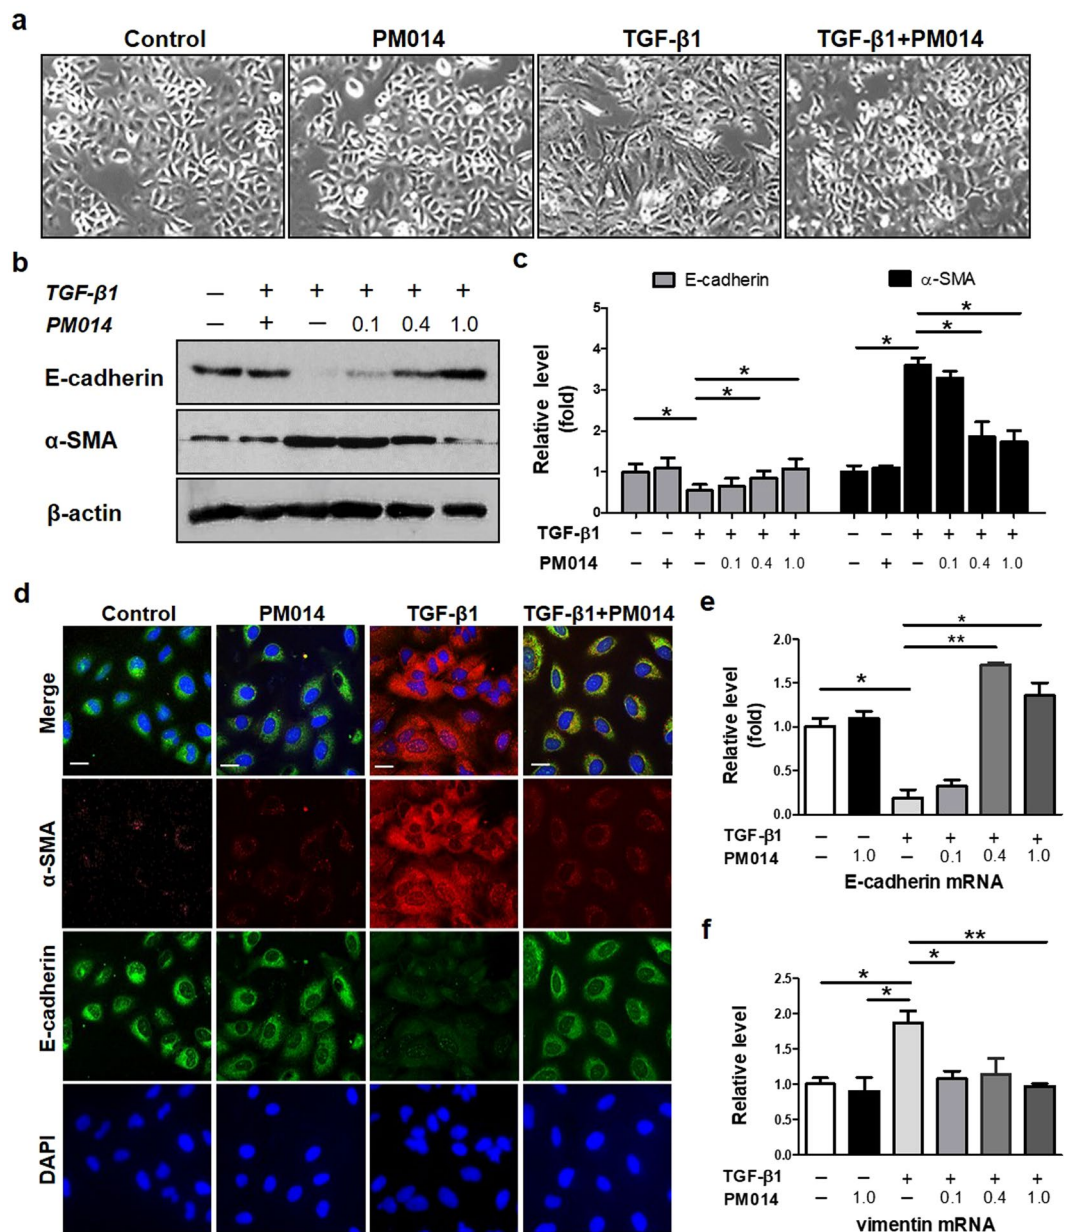 a
Control PM014 TGF-β1 TGF-β1+PM014
b
TGF-β1 – + + + + +
PM014 – + – 0.1 0.4 1.0
E-cadherin
α-SMA
β-actin
c
E-cadherin α-SMA
Relative level
(fold)
5
4
3
2
1
0
* * * * * *
TGF-β1 – – + + + + – – + + + +
PM014 – + – 0.1 0.4 1.0 – + – 0.1 0.4 1.0
d
Control PM014 TGF-β1 TGF-β1+PM014
Merge
α-SMA
E-cadherin
DAPI
e
Relative level
(fold)
2.0
1.5
1.0
0.5
0.0
*
**
*
TGF-β1 – – + + + +
PM014 – 1.0 – 0.1 0.4 1.0
E-cadherin mRNA
f
Relative level
2.5
2.0
1.5
1.0
0.5
0.0
**
*
*
*
TGF-β1 – – + + + +
PM014 – 1.0 – 0.1 0.4 1.0
vimentin mRNA